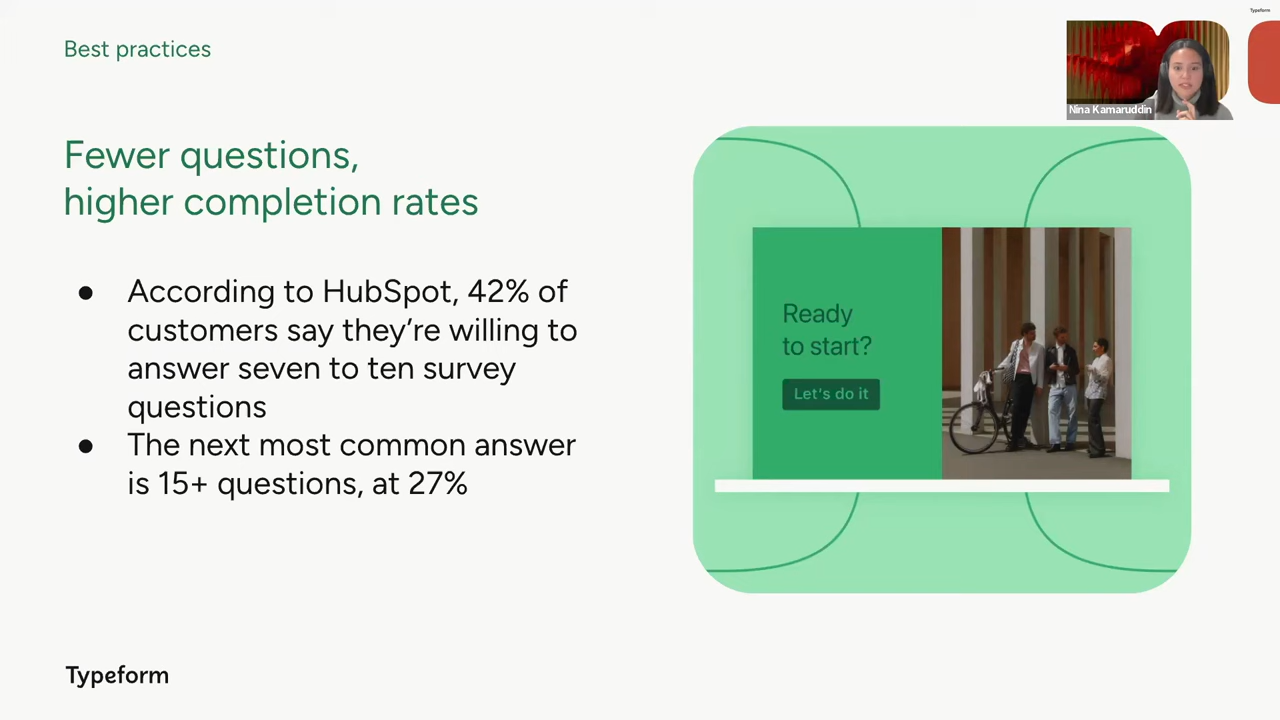 Typeform
Best practices
Nina Kamaruddin
Fewer questions,
higher completion rates
● According to HubSpot, 42% of
customers say they’re willing to
answer seven to ten survey
questions
● The next most common answer
is 15+ questions, at 27%
Ready
to start?
Let's do it
Typeform